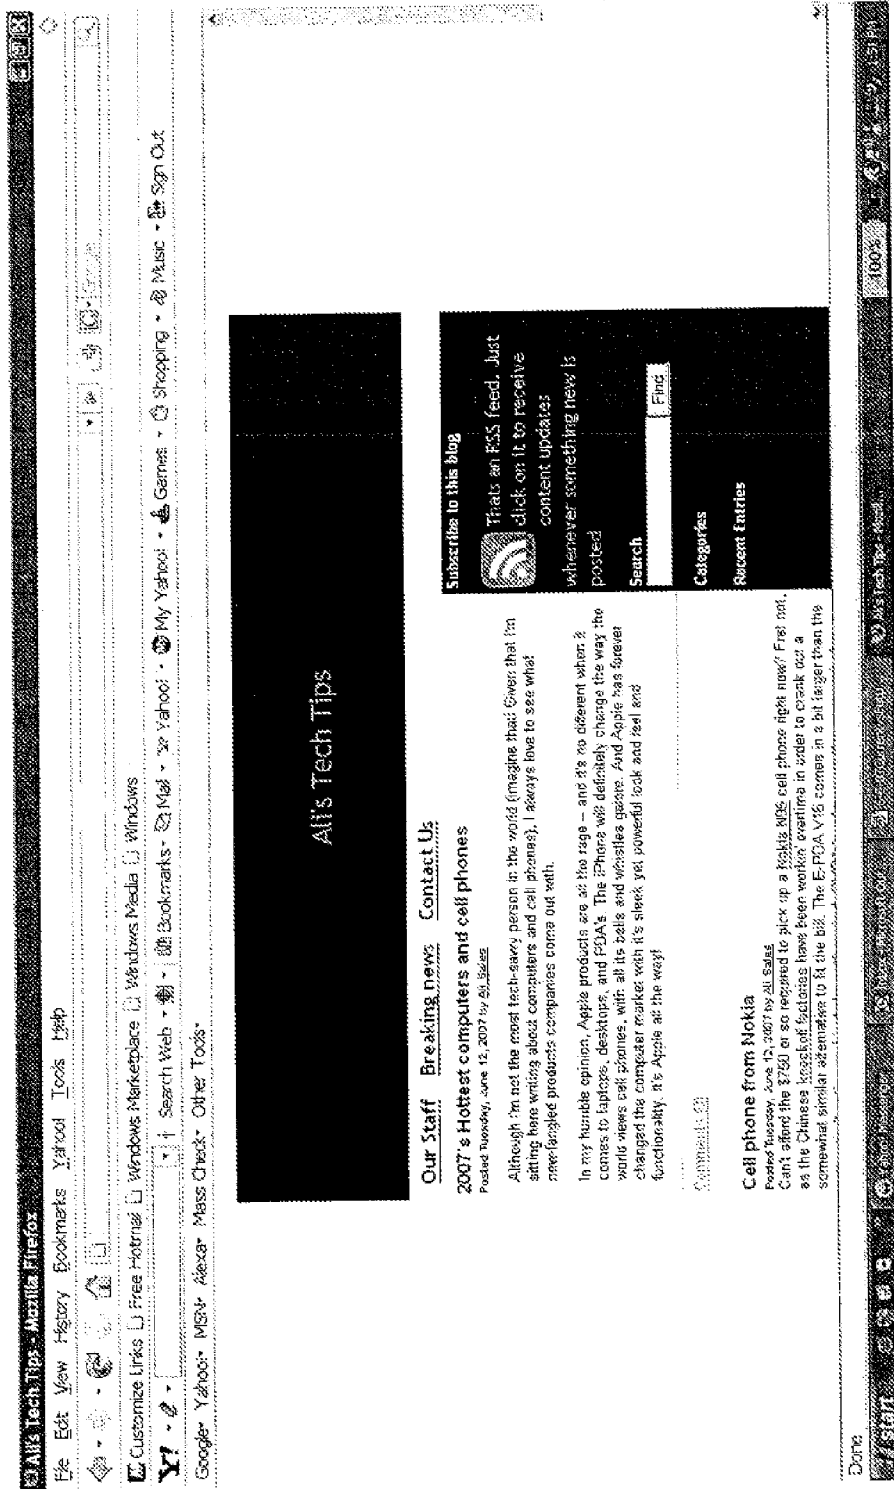 Ali's Tech Tips - Mozilla Firefox
File Edit View History Bookmarks Yahoo! Tools Help
Google
Customize Links Free Hotmail Windows Marketplace Windows Media Windows
Y! Search Web Bookmarks Mail Yahoo! My Yahoo! Games Shopping Music Sign Out
Google Yahoo! MSN Alexa Mass Check Other Tools
Ali's Tech Tips
Our Staff Breaking news Contact Us
2007's Hottest computers and cell phones
Posted Tuesday, June 12, 2007 by Ali Sales
Although I'm not the most tech-savvy person in the world (imagine that! Given that I'm
sitting here writing about computers and cell phones), I always love to see what
new-fangled products companies come out with.
In my humble opinion, Apple products are all the rage – and it's no different when it
comes to laptops, desktops, and PDA's. The iPhone will definitely change the way the
world views cell phones, with all its bells and whistles galore. And Apple has forever
changed the computer market with it's sleek yet powerful look and feel and
functionality. It's Apple all the way!
Comments
Cell phone from Nokia
Posted Tuesday, June 12, 2007 by Ali Sales
Can't afford the $750 or so required to pick up a Nokia N95 cell phone right now? Fret not,
as the Chinese knockoff factories have been workin' overtime in order to crank out a
somewhat similar alternative to fit the bill. The E-PDA V16 comes in a bit larger than the
Subscribe to this blog
Thats an RSS feed. Just
click on it to receive
content updates
whenever something new is
posted
Search
Find
Categories
Recent Entries
Done
start
Ali's Tech Tips - Mozil...
100%
1:51 PM